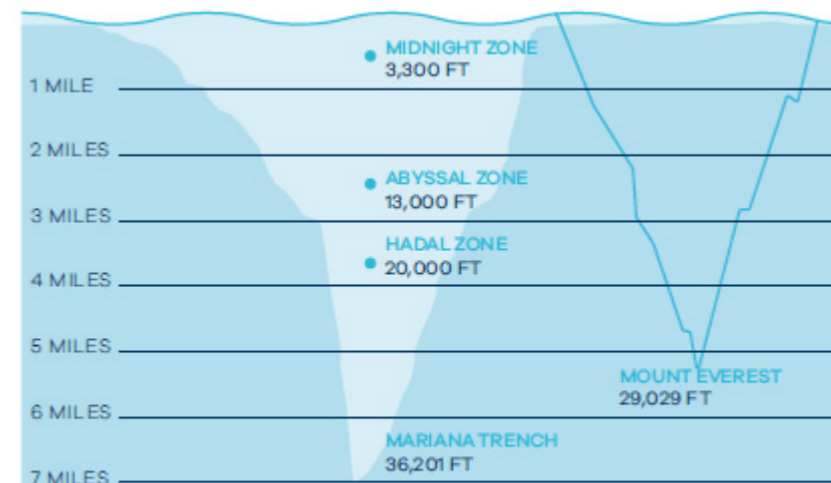 MIDNIGHT ZONE
3,300 FT
1 MILE
2 MILES
ABYSSAL ZONE
13,000 FT
3 MILES
HADAL ZONE
20,000 FT
4 MILES
5 MILES
MOUNT EVEREST
29,029 FT
6 MILES
MARIANA TRENCH
36,201 FT
7 MILES